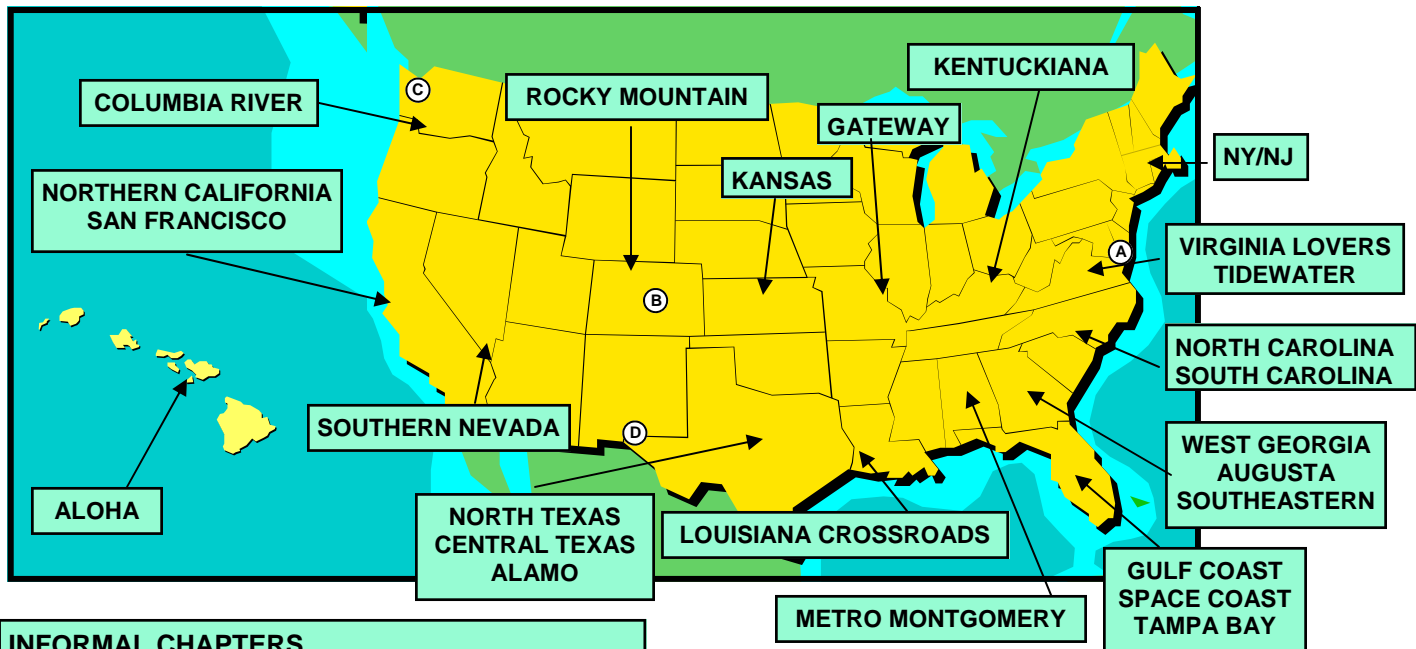 KENTUCKIANA
COLUMBIA RIVER
ROCKY MOUNTAIN
GATEWAY
C
NY/NJ
KANSAS
NORTHERN CALIFORNIA
SAN FRANCISCO
A
VIRGINIA LOVERS
TIDEWATER
B
NORTH CAROLINA
SOUTH CAROLINA
SOUTHERN NEVADA
D
WEST GEORGIA
AUGUSTA
SOUTHEASTERN
ALOHA
NORTH TEXAS
CENTRAL TEXAS
ALAMO
LOUISIANA CROSSROADS
GULF COAST
SPACE COAST
TAMPA BAY
METRO MONTGOMERY
INFORMAL CHAPTERS